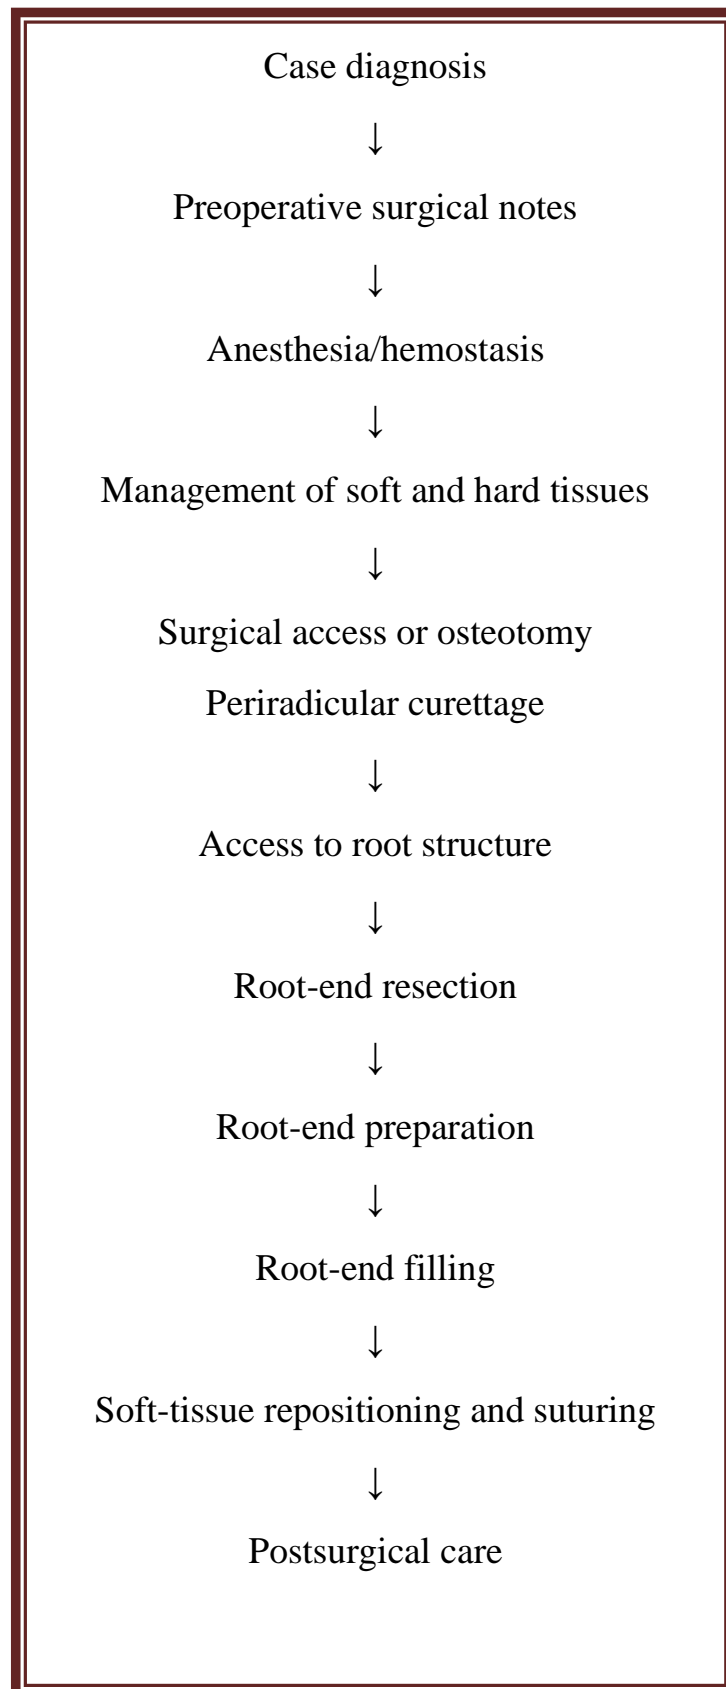 Case diagnosis
↓
Preoperative surgical notes
↓
Anesthesia/hemostasis
↓
Management of soft and hard tissues
↓
Surgical access or osteotomy
Periradicular curettage
↓
Access to root structure
↓
Root-end resection
↓
Root-end preparation
↓
Root-end filling
↓
Soft-tissue repositioning and suturing
↓
Postsurgical care